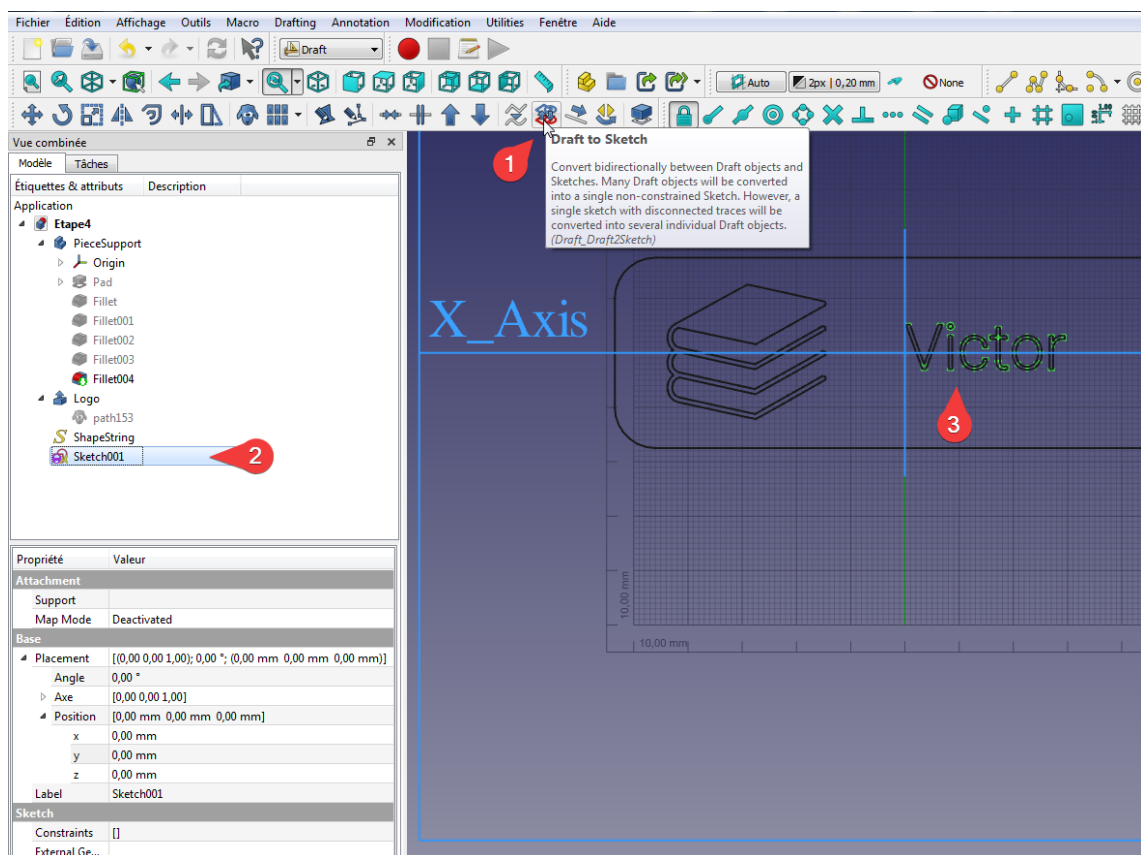 Fichier Édition Affichage Outils Macro Drafting Annotation Modification Utilities Fenêtre Aide
Draft
Auto 2px | 0,20 mm None
Vue combinée
Draft to Sketch
1
Modèle Tâches
Convert bidirectionally between Draft objects and
Sketches. Many Draft objects will be converted
into a single non-constrained Sketch. However, a
single sketch with disconnected traces will be
converted into several individual Draft objects.
(Draft_Draft2Sketch)
Étiquettes & attributs Description
Application
Etape4
PieceSupport
Origin
Pad
Fillet
Fillet001
Fillet002
Fillet003
Fillet004
Logo
path153
ShapeString
Sketch001
2
X_Axis
Victor
3
10,00 mm
10,00 mm
Propriété Valeur
Attachment
Support
Map Mode Deactivated
Base
Placement [(0,00 0,00 1,00); 0,00 °; (0,00 mm 0,00 mm 0,00 mm)]
Angle 0,00 °
Axe [0,00 0,00 1,00]
Position [0,00 mm 0,00 mm 0,00 mm]
x 0,00 mm
y 0,00 mm
z 0,00 mm
Label Sketch001
Sketch
Constraints []
External Ge...